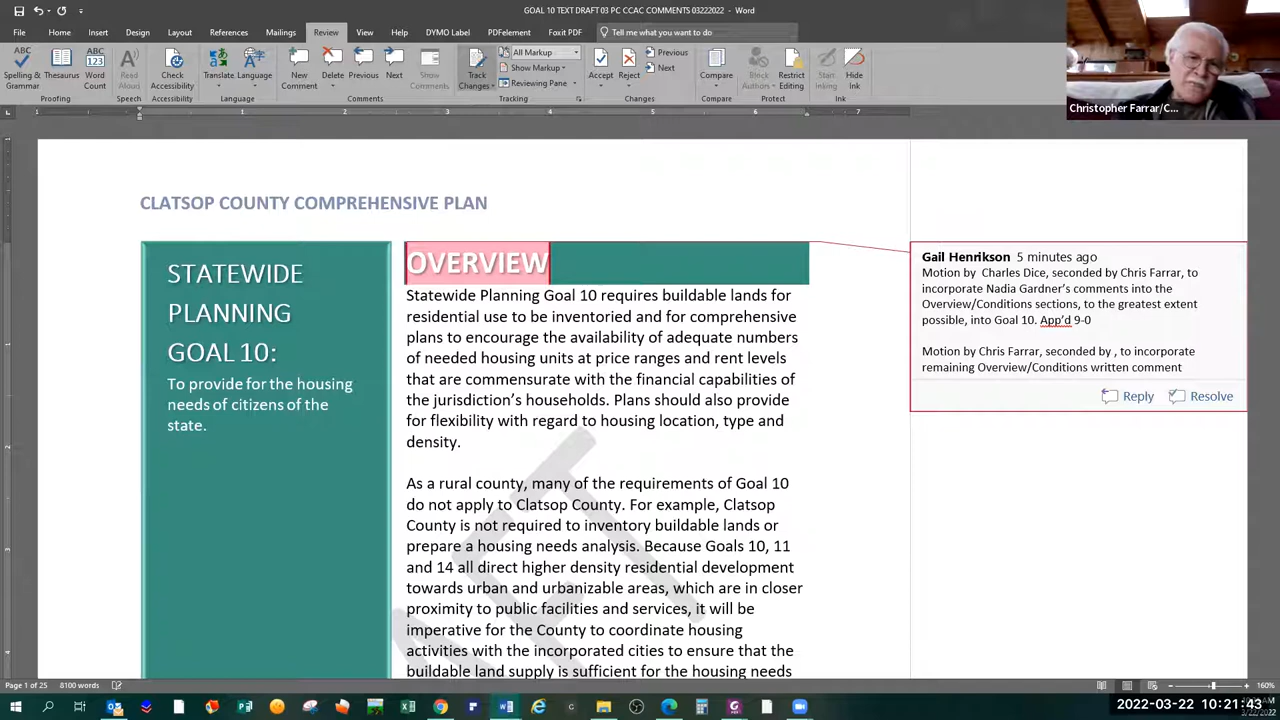 GOAL 10 TEXT DRAFT 03 PC CCAC COMMENTS 03222022 - Word
File Home Insert Design Layout References Mailings Review View Help DYMO Label PDFelement Foxit PDF Tell me what you want to do
Spelling & Grammar Thesaurus Word Count Read Aloud Check Accessibility Translate Language New Comment Delete Previous Next Show Comments Track Changes All Markup Show Markup Reviewing Pane Accept Reject Previous Next Compare Block Authors Restrict Editing Start Inking Hide Ink
Proofing Speech Accessibility Language Comments Tracking Changes Compare Protect Ink
Christopher Farrar/C...
CLATSOP COUNTY COMPREHENSIVE PLAN
STATEWIDE
PLANNING
GOAL 10:
To provide for the housing
needs of citizens of the
state.
OVERVIEW
Statewide Planning Goal 10 requires buildable lands for
residential use to be inventoried and for comprehensive
plans to encourage the availability of adequate numbers
of needed housing units at price ranges and rent levels
that are commensurate with the financial capabilities of
the jurisdiction's households. Plans should also provide
for flexibility with regard to housing location, type and
density.
As a rural county, many of the requirements of Goal 10
do not apply to Clatsop County. For example, Clatsop
County is not required to inventory buildable lands or
prepare a housing needs analysis. Because Goals 10, 11
and 14 all direct higher density residential development
towards urban and urbanizable areas, which are in closer
proximity to public facilities and services, it will be
imperative for the County to coordinate housing
activities with the incorporated cities to ensure that the
buildable land supply is sufficient for the housing needs
Gail Henrikson 5 minutes ago
Motion by Charles Dice, seconded by Chris Farrar, to
incorporate Nadia Gardner's comments into the
Overview/Conditions sections, to the greatest extent
possible, into Goal 10. App'd 9-0
Motion by Chris Farrar, seconded by , to incorporate
remaining Overview/Conditions written comment
Reply Resolve
Page 1 of 25 8100 words 160%
2022-03-22 10:21:43